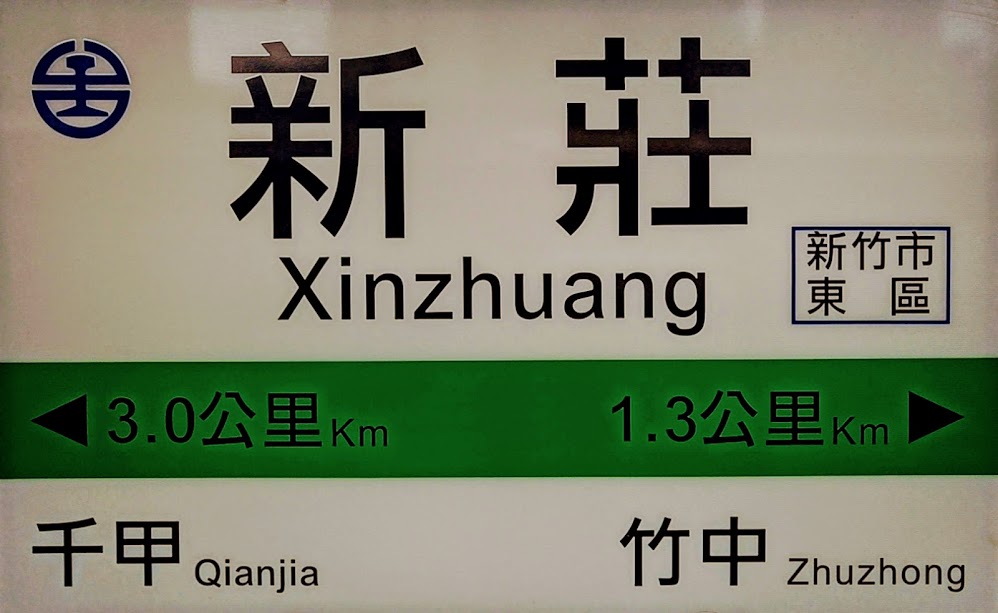 新莊
Xinzhuang
新竹市
東區
◀ 3.0公里Km
1.3公里Km ▶
千甲 Qianjia
竹中 Zhuzhong